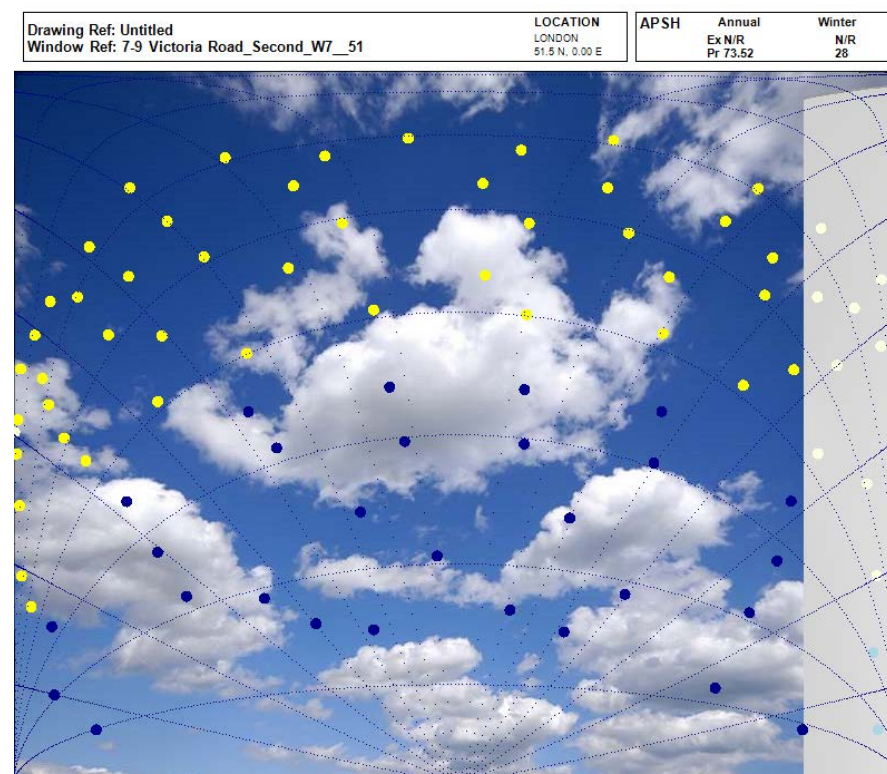 Drawing Ref: Untitled
Window Ref: 7-9 Victoria Road_Second_W7__51
LOCATION
LONDON
51.5 N, 0.00 E
APSH Annual Winter
Ex N/R N/R
Pr 73.52 28